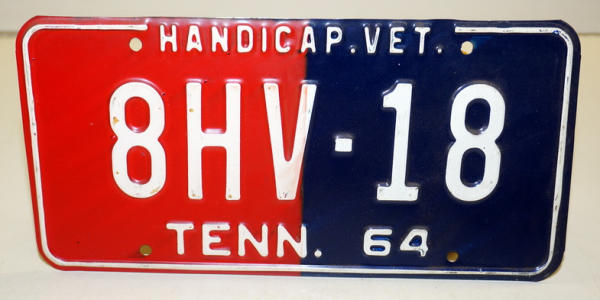 HANDICAP.VET.
8HV-18
TENN. 64